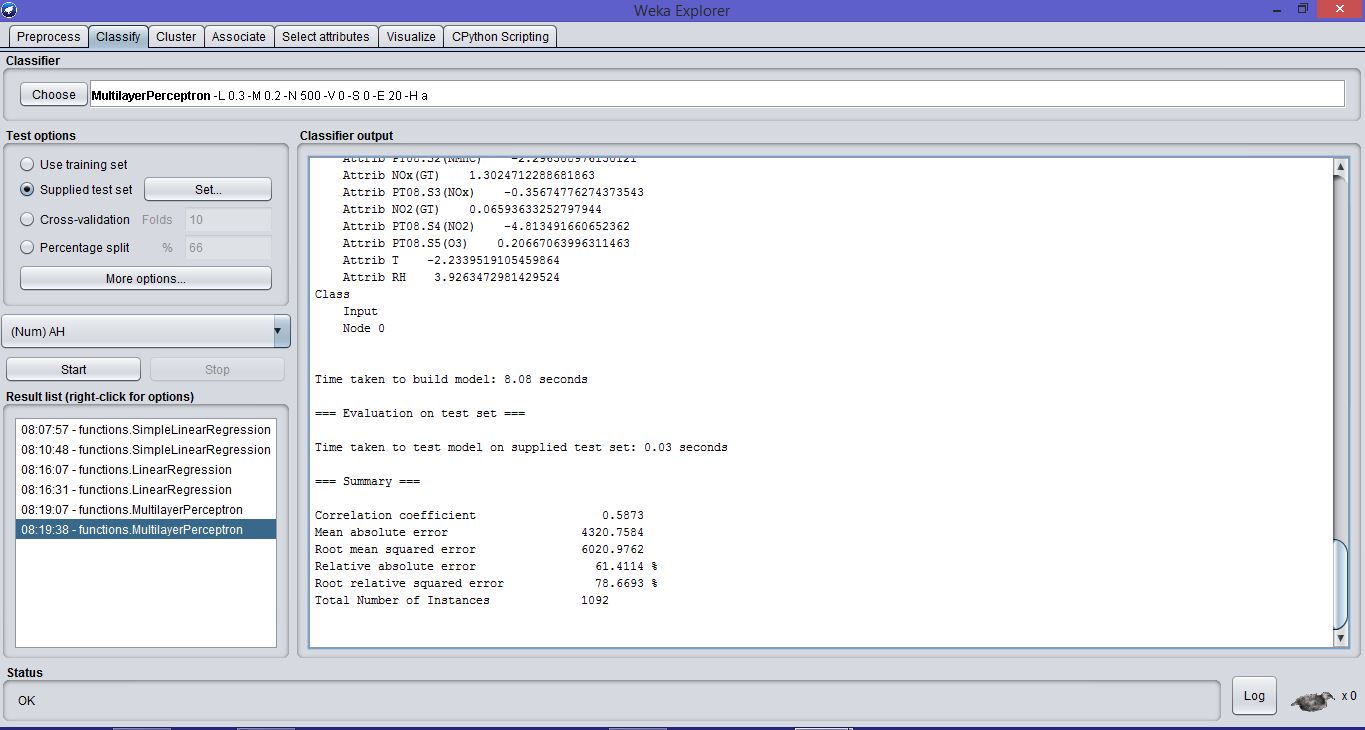 Weka Explorer
Preprocess Classify Cluster Associate Select attributes Visualize CPython Scripting
Classifier
Choose MultilayerPerceptron -L 0.3 -M 0.2 -N 500 -V 0 -S 0 -E 20 -H a
Test options
Use training set
Supplied test set Set...
Cross-validation Folds 10
Percentage split % 66
More options...
(Num) AH
Start Stop
Result list (right-click for options)
08:07:57 - functions.SimpleLinearRegression
08:10:48 - functions.SimpleLinearRegression
08:16:07 - functions.LinearRegression
08:16:31 - functions.LinearRegression
08:19:07 - functions.MultilayerPerceptron
08:19:38 - functions.MultilayerPerceptron
Classifier output
Attrib PT08.S2(NMHC)
Attrib NOx(GT) 1.3024712288681863
Attrib PT08.S3(NOx) -0.35674776274373543
Attrib NO2(GT) 0.06593633252797944
Attrib PT08.S4(NO2) -4.813491660652362
Attrib PT08.S5(O3) 0.20667063996311463
Attrib T -2.2339519105459864
Attrib RH 3.9263472981429524
Class
Input
Node 0
Time taken to build model: 8.08 seconds
=== Evaluation on test set ===
Time taken to test model on supplied test set: 0.03 seconds
=== Summary ===
Correlation coefficient 0.5873
Mean absolute error 4320.7584
Root mean squared error 6020.9762
Relative absolute error 61.4114 %
Root relative squared error 78.6693 %
Total Number of Instances 1092
Status
OK
Log x 0